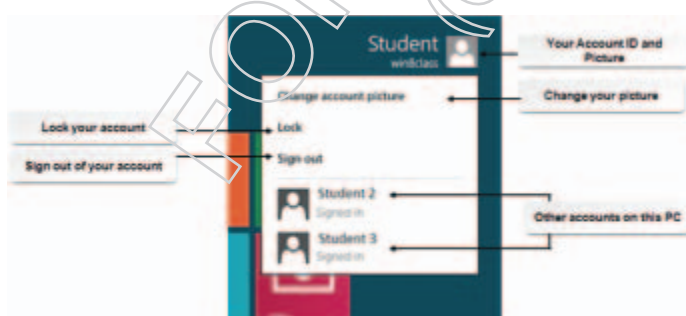 Student
win8class
Your Account ID and
Picture
Change account picture
Change your picture
Lock your account
Lock
Sign out of your account
Sign out
Student 2
Signed in
Other accounts on this PC
Student 3
Signed in